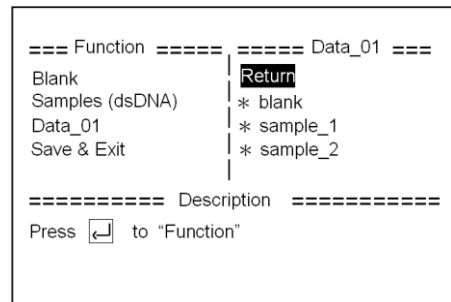 === Function ===== ===== Data_01 ===
Blank | Return
Samples (dsDNA) | * blank
Data_01 | * sample_1
Save & Exit | * sample_2
========== Description ===========
Press ↵ to “Function”